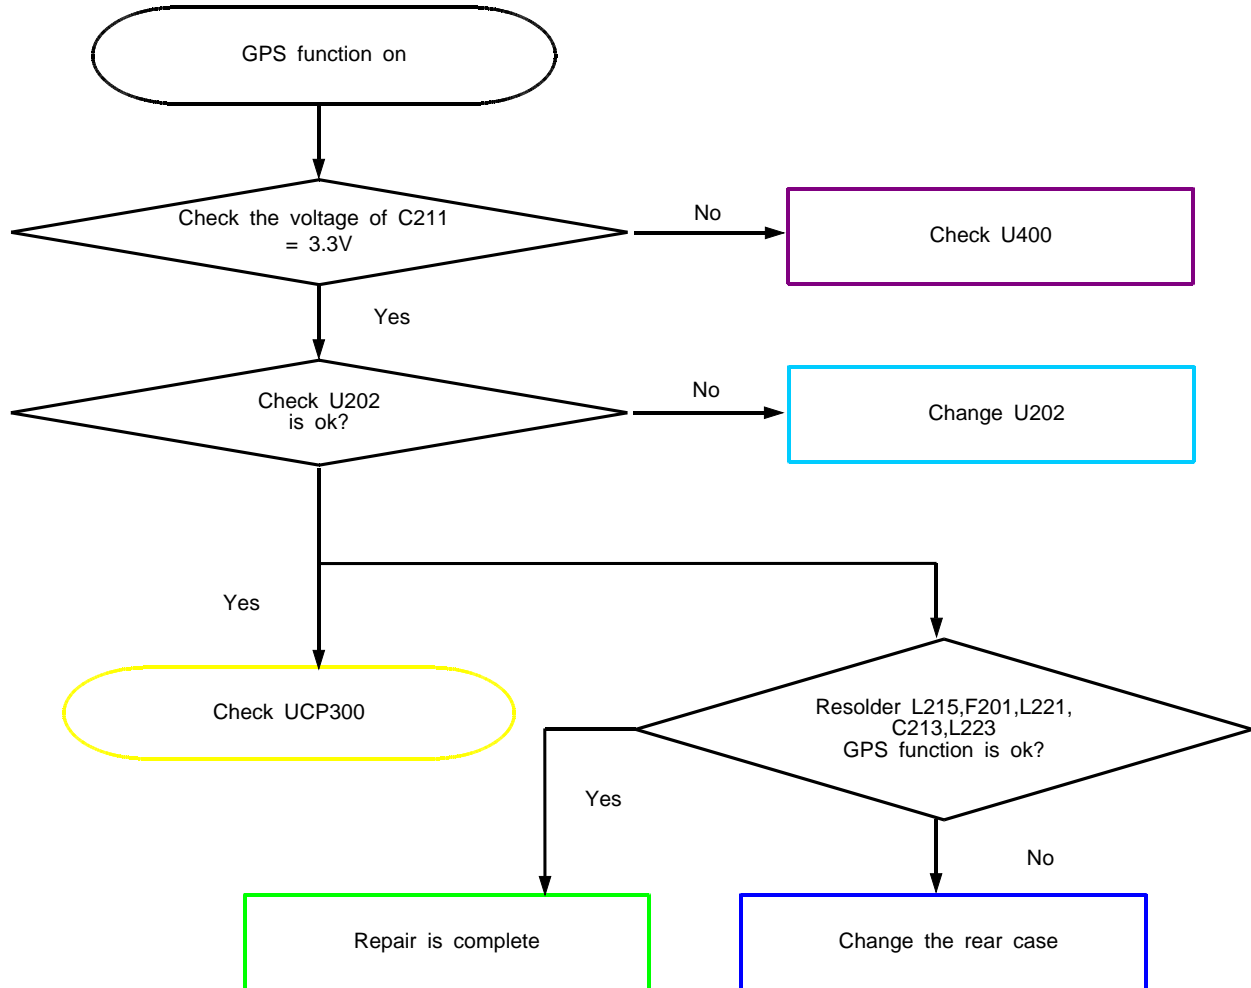 GPS function on
Check the voltage of C211
= 3.3V
No
Check U400
Yes
Check U202
is ok?
No
Change U202
Yes
Check UCP300
Resolder L215,F201,L221,
C213,L223
GPS function is ok?
Yes
No
Repair is complete
Change the rear case